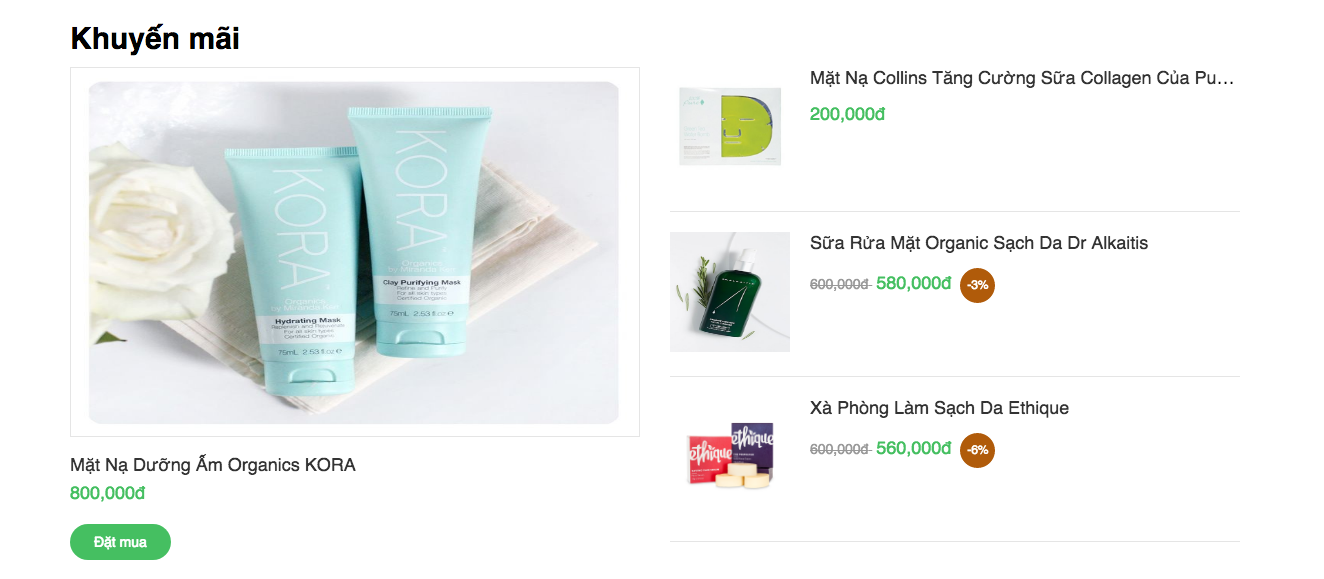 Khuyến mãi
KORA
Organics
by Miranda Kerr
Hydrating Mask
Replenish and Rejuvenate
For all skin types
Certified Organic
75mL 2.53 fl oz ℮
KORA
Organics
by Miranda Kerr
Clay Purifying Mask
Refine and Purify
For all skin types
Certified Organic
75mL 2.53 fl oz ℮
Mặt Nạ Dưỡng Ẩm Organics KORA
800,000đ
Đặt mua
Mặt Nạ Collins Tăng Cường Sữa Collagen Của Pu...
200,000đ
Sữa Rửa Mặt Organic Sạch Da Dr Alkaitis
600,000đ 580,000đ -3%
ethique
ethique
Xà Phòng Làm Sạch Da Ethique
600,000đ 560,000đ -6%